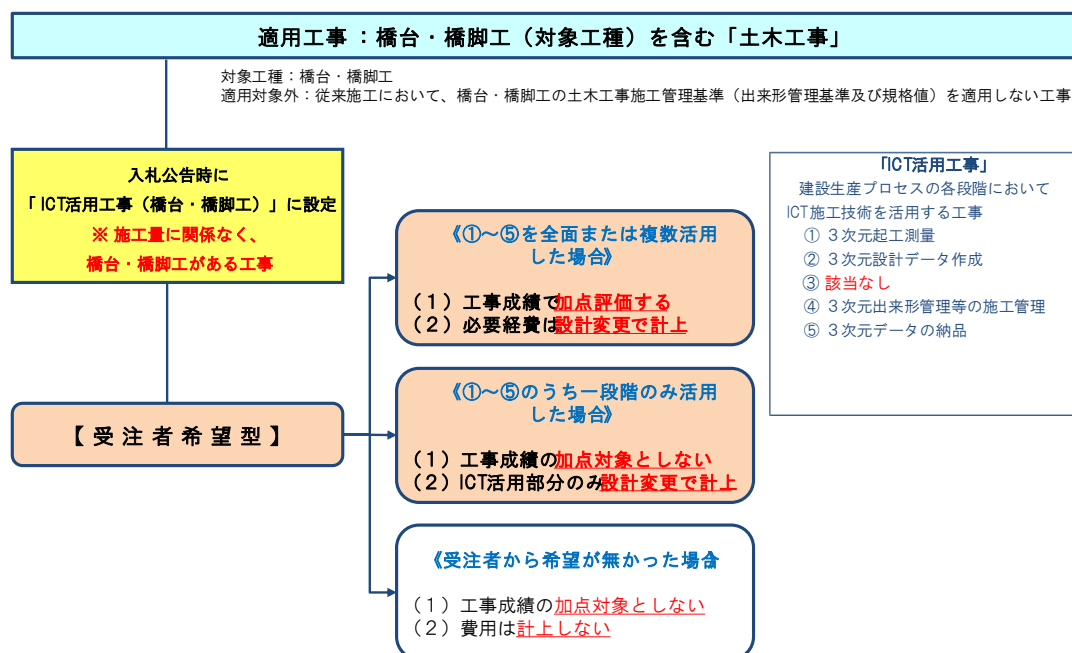 適用工事 ：橋台・橋脚工（対象工種）を含む「土木工事」
対象工種：橋台・橋脚工
適用対象外：従来施工において、橋台・橋脚工の土木工事施工管理基準（出来形管理基準及び規格値）を適用しない工事
入札公告時に
「 ICT活用工事（橋台・橋脚工）」に設定
※ 施工量に関係なく、
橋台・橋脚工がある工事
【 受 注 者 希 望 型 】
《①～⑤を全面または複数活用
した場合》
（１）工事成績で加点評価する
（２）必要経費は設計変更で計上
《①～⑤のうち一段階のみ活用
した場合》
（１）工事成績の加点対象としない
（２）ICT活用部分のみ設計変更で計上
《受注者から希望が無かった場合》
（１）工事成績の加点対象としない
（２）費用は計上しない
「ICT活用工事」
建設生産プロセスの各段階において
ICT施工技術を活用する工事
① ３次元起工測量
② ３次元設計データ作成
③ 該当なし
④ ３次元出来形管理等の施工管理
⑤ ３次元データの納品